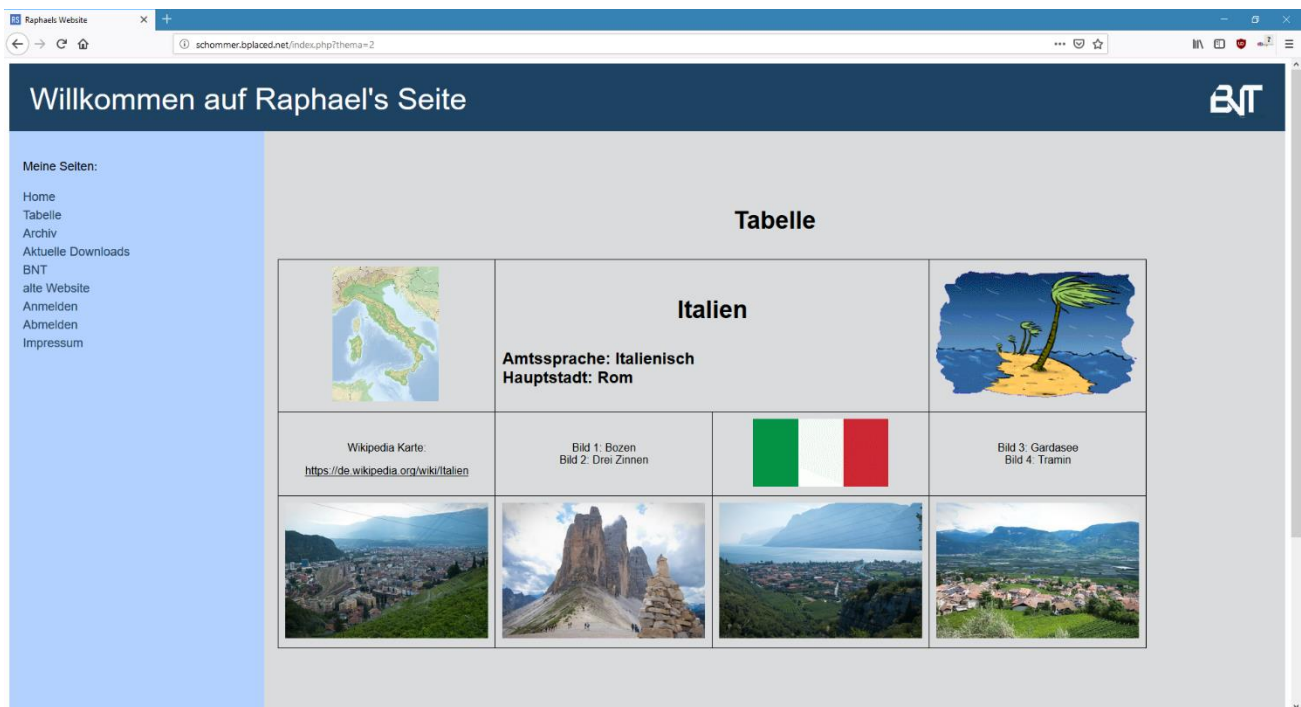 RS Raphaels Website
schommer.bplaced.net/index.php?thema=2
Willkommen auf Raphael's Seite
BNT
Meine Seiten:
Home
Tabelle
Archiv
Aktuelle Downloads
BNT
alte Website
Anmelden
Abmelden
Impressum
Tabelle
Italien
Amtssprache: Italienisch
Hauptstadt: Rom
Wikipedia Karte:
https://de.wikipedia.org/wiki/Italien
Bild 1: Bozen
Bild 2: Drei Zinnen
Bild 3: Gardasee
Bild 4: Tramin